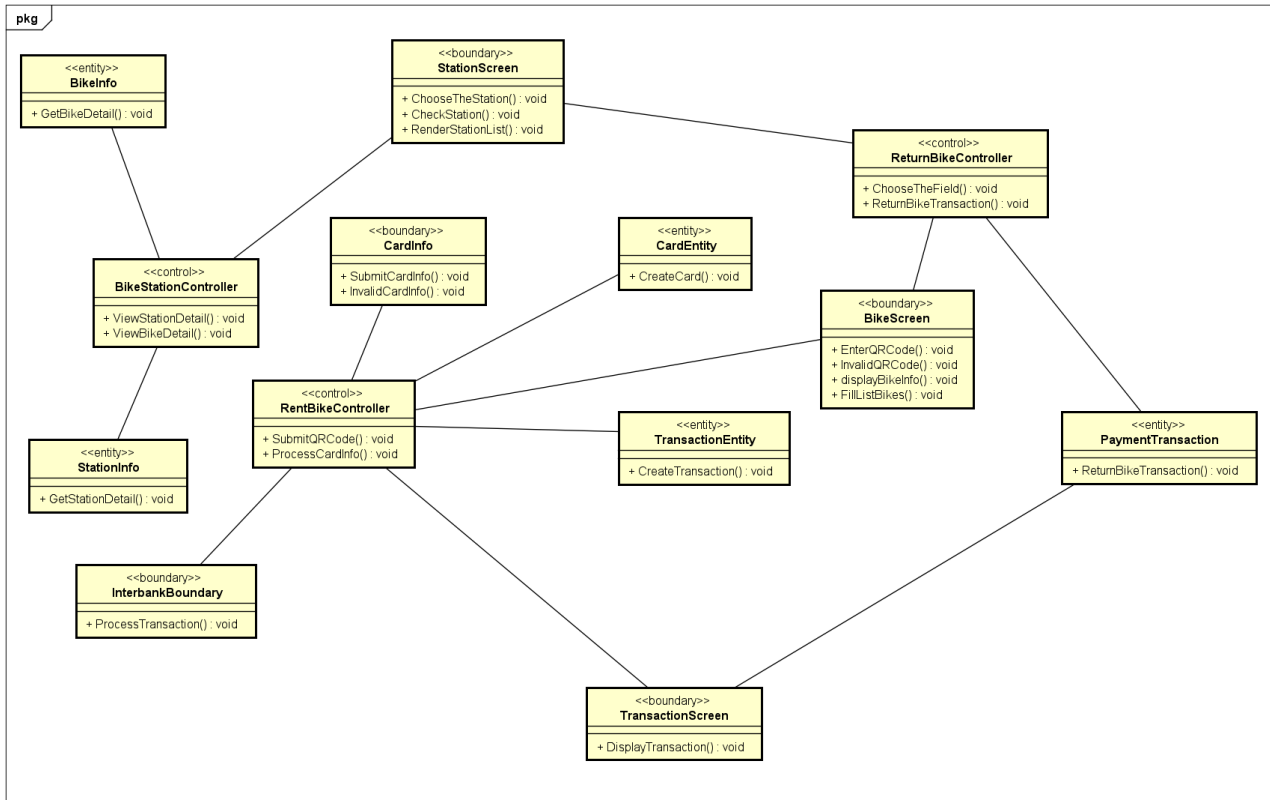 pkg
<<entity>>
BikeInfo
+ GetBikeDetail() : void
<<boundary>>
StationScreen
+ ChooseTheStation() : void
+ CheckStation() : void
+ RenderStationList() : void
<<control>>
ReturnBikeController
+ ChooseTheField() : void
+ ReturnBikeTransaction() : void
<<boundary>>
CardInfo
+ SubmitCardInfo() : void
+ InvalidCardInfo() : void
<<entity>>
CardEntity
+ CreateCard() : void
<<control>>
BikeStationController
+ ViewStationDetail() : void
+ ViewBikeDetail() : void
<<boundary>>
BikeScreen
+ EnterQRCode() : void
+ InvalidQRCode() : void
+ displayBikeInfo() : void
+ FillListBikes() : void
<<control>>
RentBikeController
+ SubmitQRCode() : void
+ ProcessCardInfo() : void
<<entity>>
TransactionEntity
+ CreateTransaction() : void
<<entity>>
PaymentTransaction
+ ReturnBikeTransaction() : void
<<entity>>
StationInfo
+ GetStationDetail() : void
<<boundary>>
InterbankBoundary
+ ProcessTransaction() : void
<<boundary>>
TransactionScreen
+ DisplayTransaction() : void